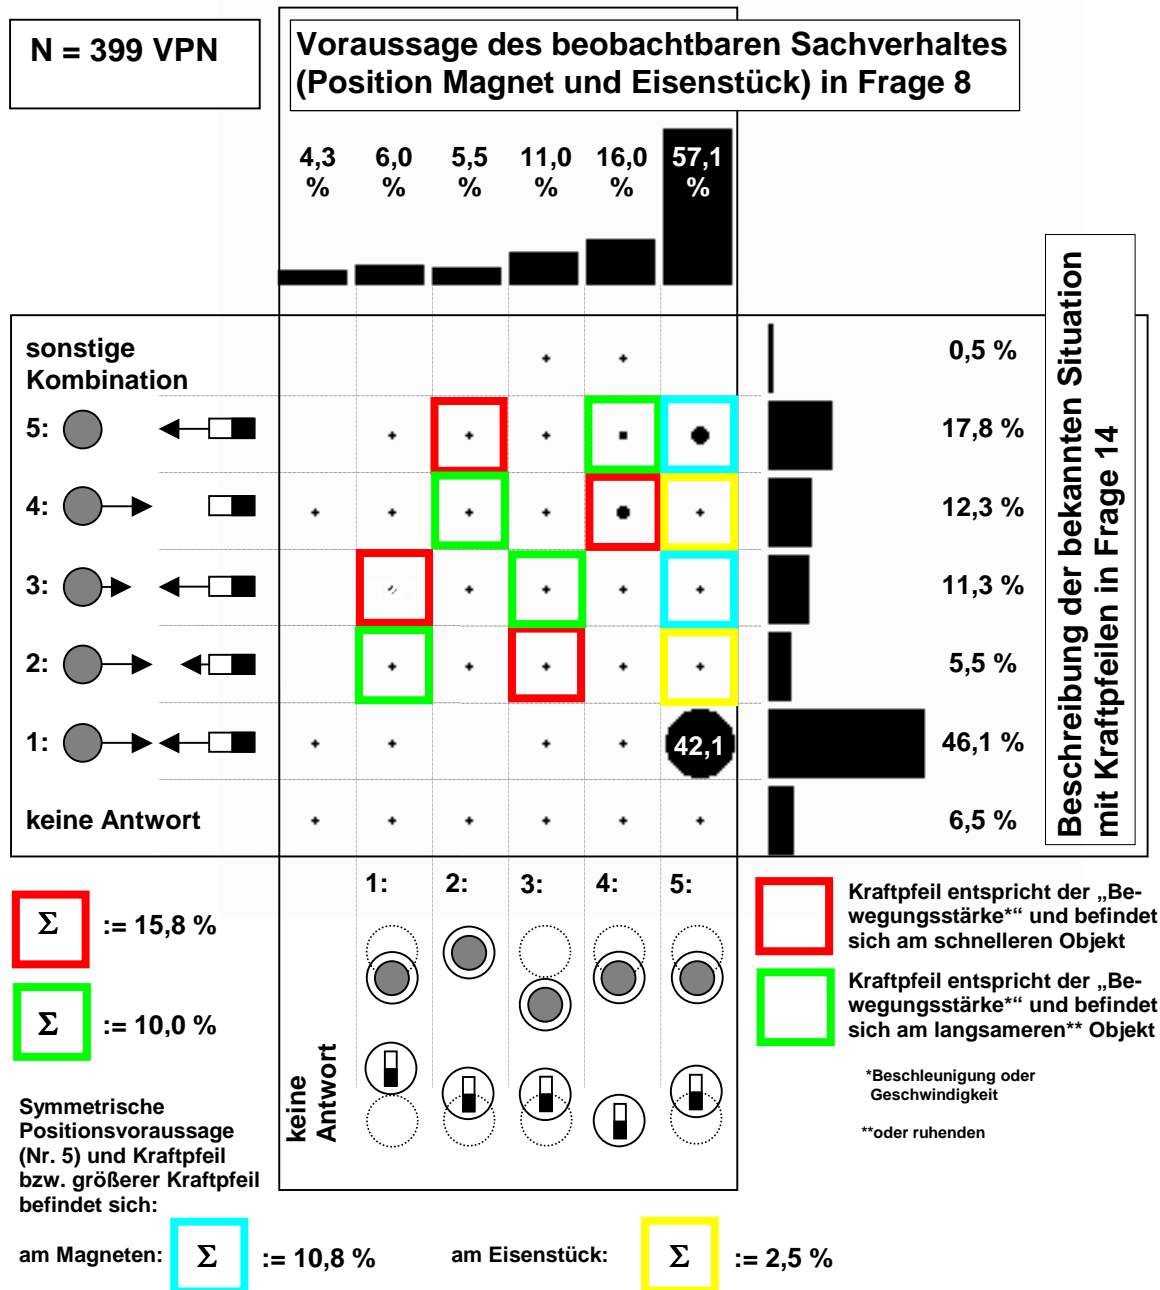 N = 399 VPN
Voraussage des beobachtbaren Sachverhaltes
(Position Magnet und Eisenstück) in Frage 8
4,3 6,0 5,5 11,0 16,0 57,1
% % % % % %
Beschreibung der bekannten Situation
mit Kraftpfeilen in Frage 14
sonstige
Kombination
0,5 %
5:
17,8 %
4:
12,3 %
3:
11,3 %
2:
5,5 %
1:
42,1
46,1 %
keine Antwort
6,5 %
keine
Antwort
1: 2: 3: 4: 5:
Σ := 15,8 %
Σ := 10,0 %
Kraftpfeil entspricht der „Be-
wegungsstärke*“ und befindet
sich am schnelleren Objekt
Kraftpfeil entspricht der „Be-
wegungsstärke*“ und befindet
sich am langsameren** Objekt
*Beschleunigung oder
Geschwindigkeit
**oder ruhenden
Symmetrische
Positionsvoraussage
(Nr. 5) und Kraftpfeil
bzw. größerer Kraftpfeil
befindet sich:
am Magneten: Σ := 10,8 % am Eisenstück: Σ := 2,5 %